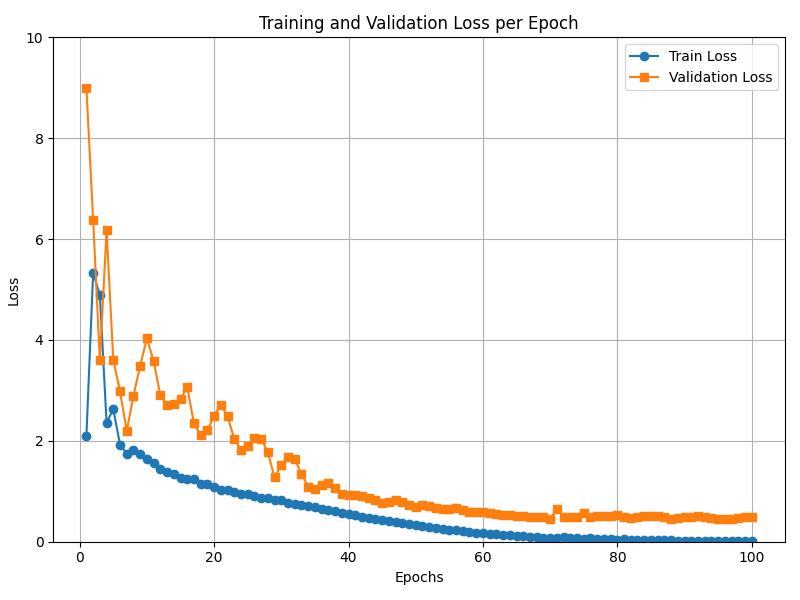 Training and Validation Loss per Epoch
Train Loss
Validation Loss
10
8
6
4
2
0
Loss
0 20 40 60 80 100
Epochs